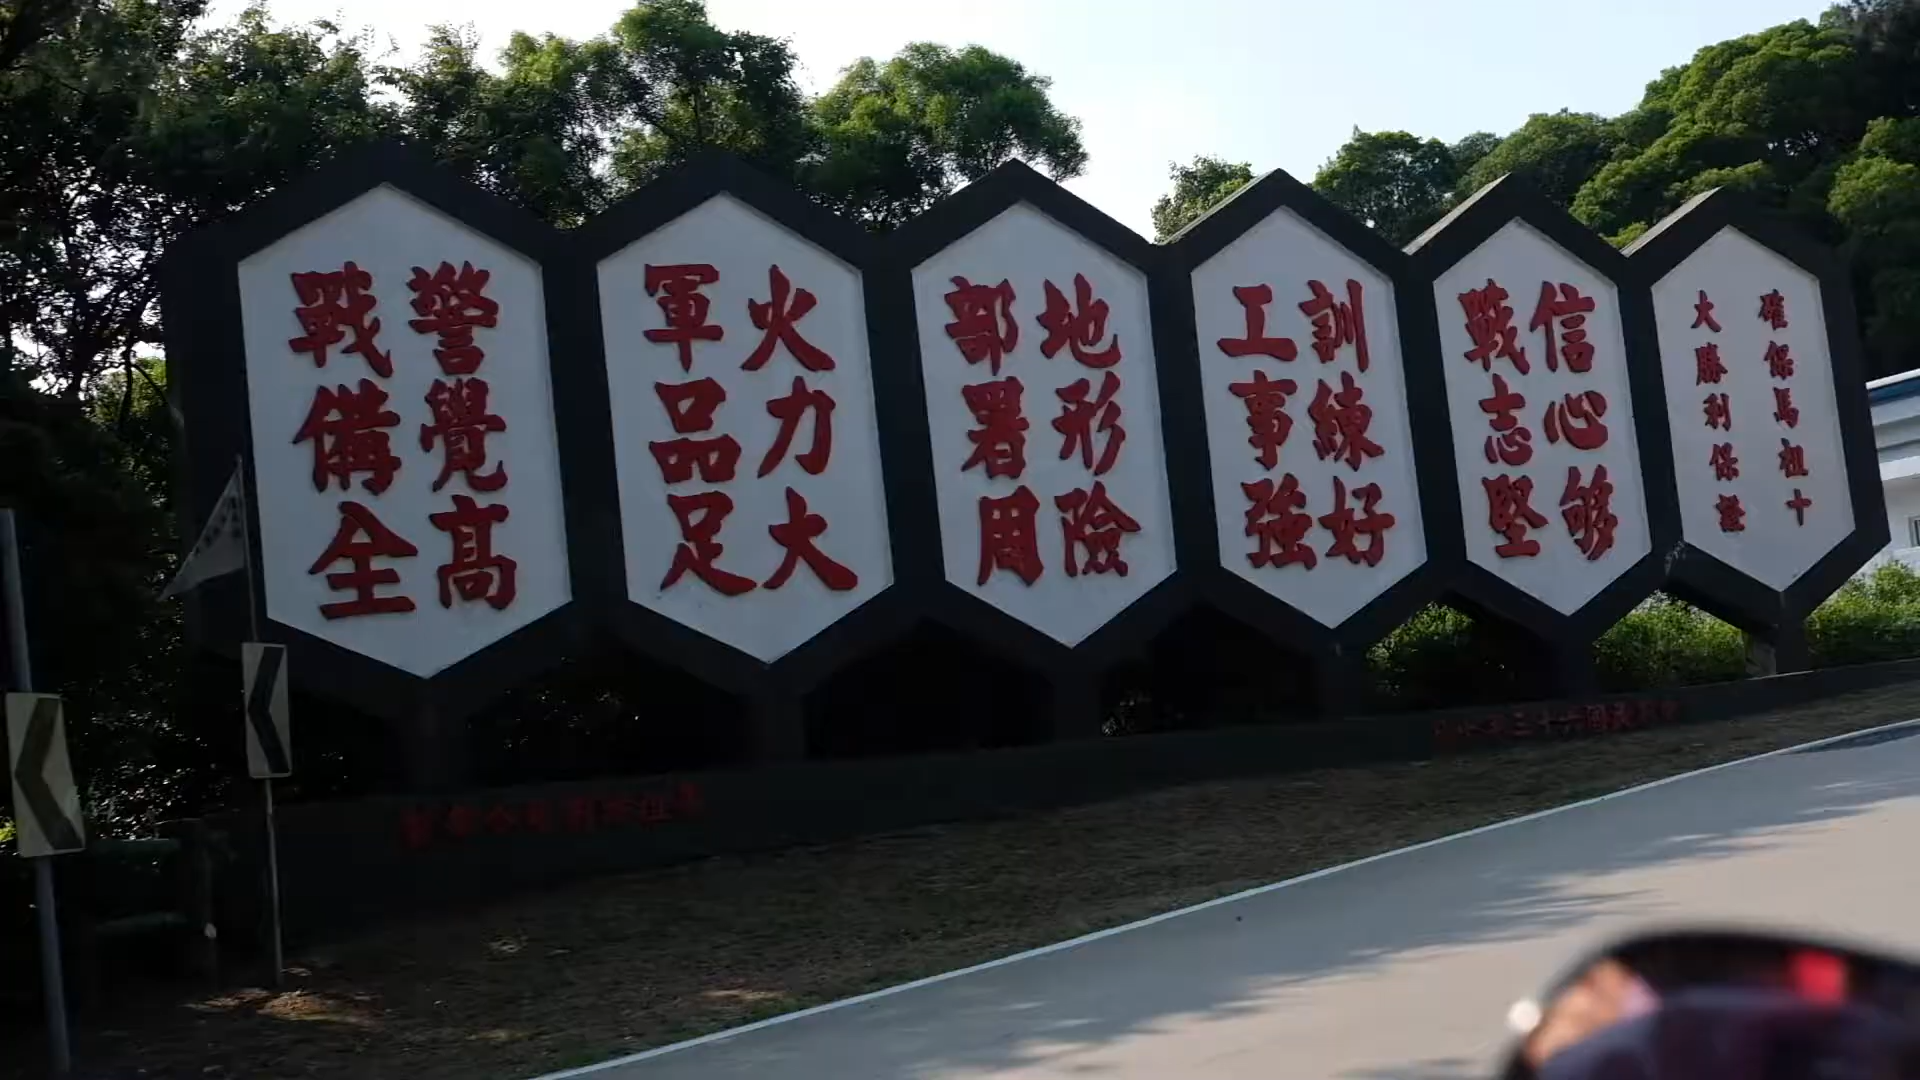 確保馬祖十
大勝利保證
信心夠
戰志堅
訓練好
工事強
地形險
部署周
火力大
軍品足
警覺高
戰備全